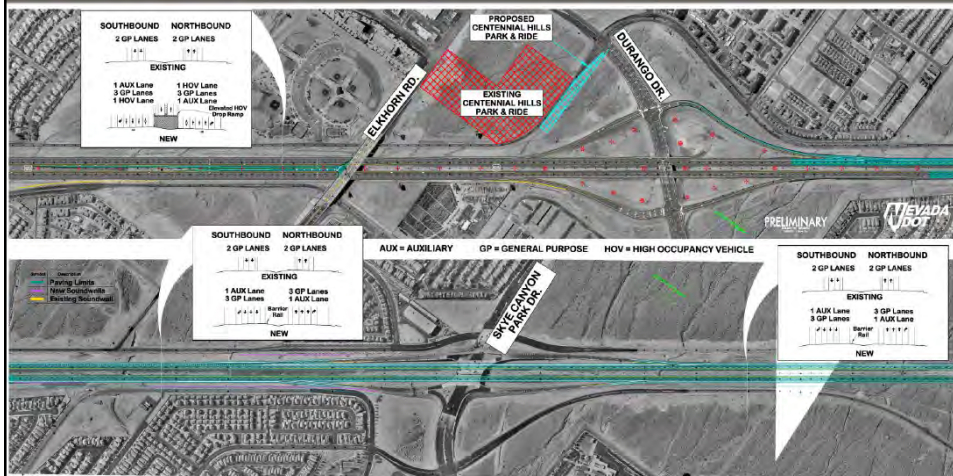 SOUTHBOUND NORTHBOUND
2 GP LANES 2 GP LANES
EXISTING
1 AUX Lane 1 HOV Lane
3 GP Lanes 3 GP Lanes
1 HOV Lane 1 AUX Lane
Elevated HOV
Drop Ramp
NEW
ELKHORN RD.
PROPOSED
CENTENNIAL HILLS
PARK & RIDE
EXISTING
CENTENNIAL HILLS
PARK & RIDE
DURANGO DR.
PRELIMINARY
NEVADA
DOT
SOUTHBOUND NORTHBOUND
2 GP LANES 2 GP LANES
EXISTING
1 AUX Lane 3 GP Lanes
3 GP Lanes 1 AUX Lane
Barrier
Rail
NEW
AUX = AUXILIARY GP = GENERAL PURPOSE HOV = HIGH OCCUPANCY VEHICLE
Description
Paving Limits
New Soundwalls
Existing Soundwall
SKYE CANYON
PARK DR.
SOUTHBOUND NORTHBOUND
2 GP LANES 2 GP LANES
EXISTING
1 AUX Lane 3 GP Lanes
3 GP Lanes 1 AUX Lane
Barrier
Rail
NEW